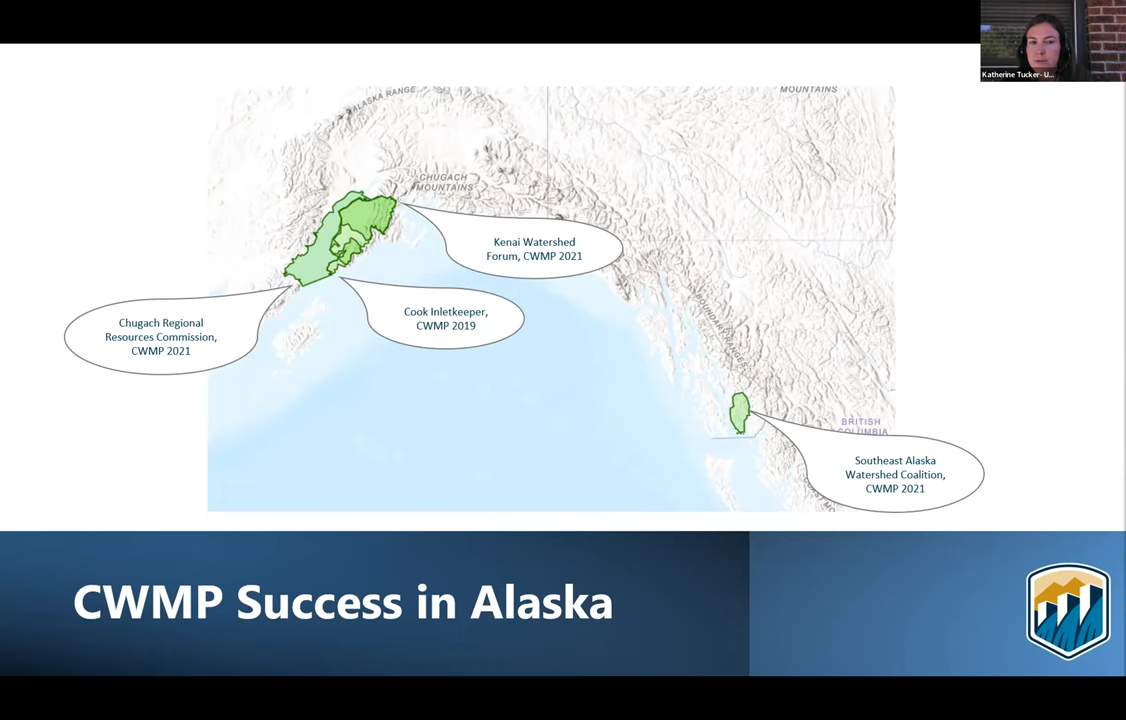 Katherine Tucker- U...
MOUNTAINS
ALASKA RANGE
CHUGACH
MOUNTAINS
Kenai Watershed
Forum, CWMP 2021
Cook Inletkeeper,
CWMP 2019
Chugach Regional
Resources Commission,
CWMP 2021
BOUNDARY RANGES
BRITISH
COLUMBIA
Southeast Alaska
Watershed Coalition,
CWMP 2021
CWMP Success in Alaska